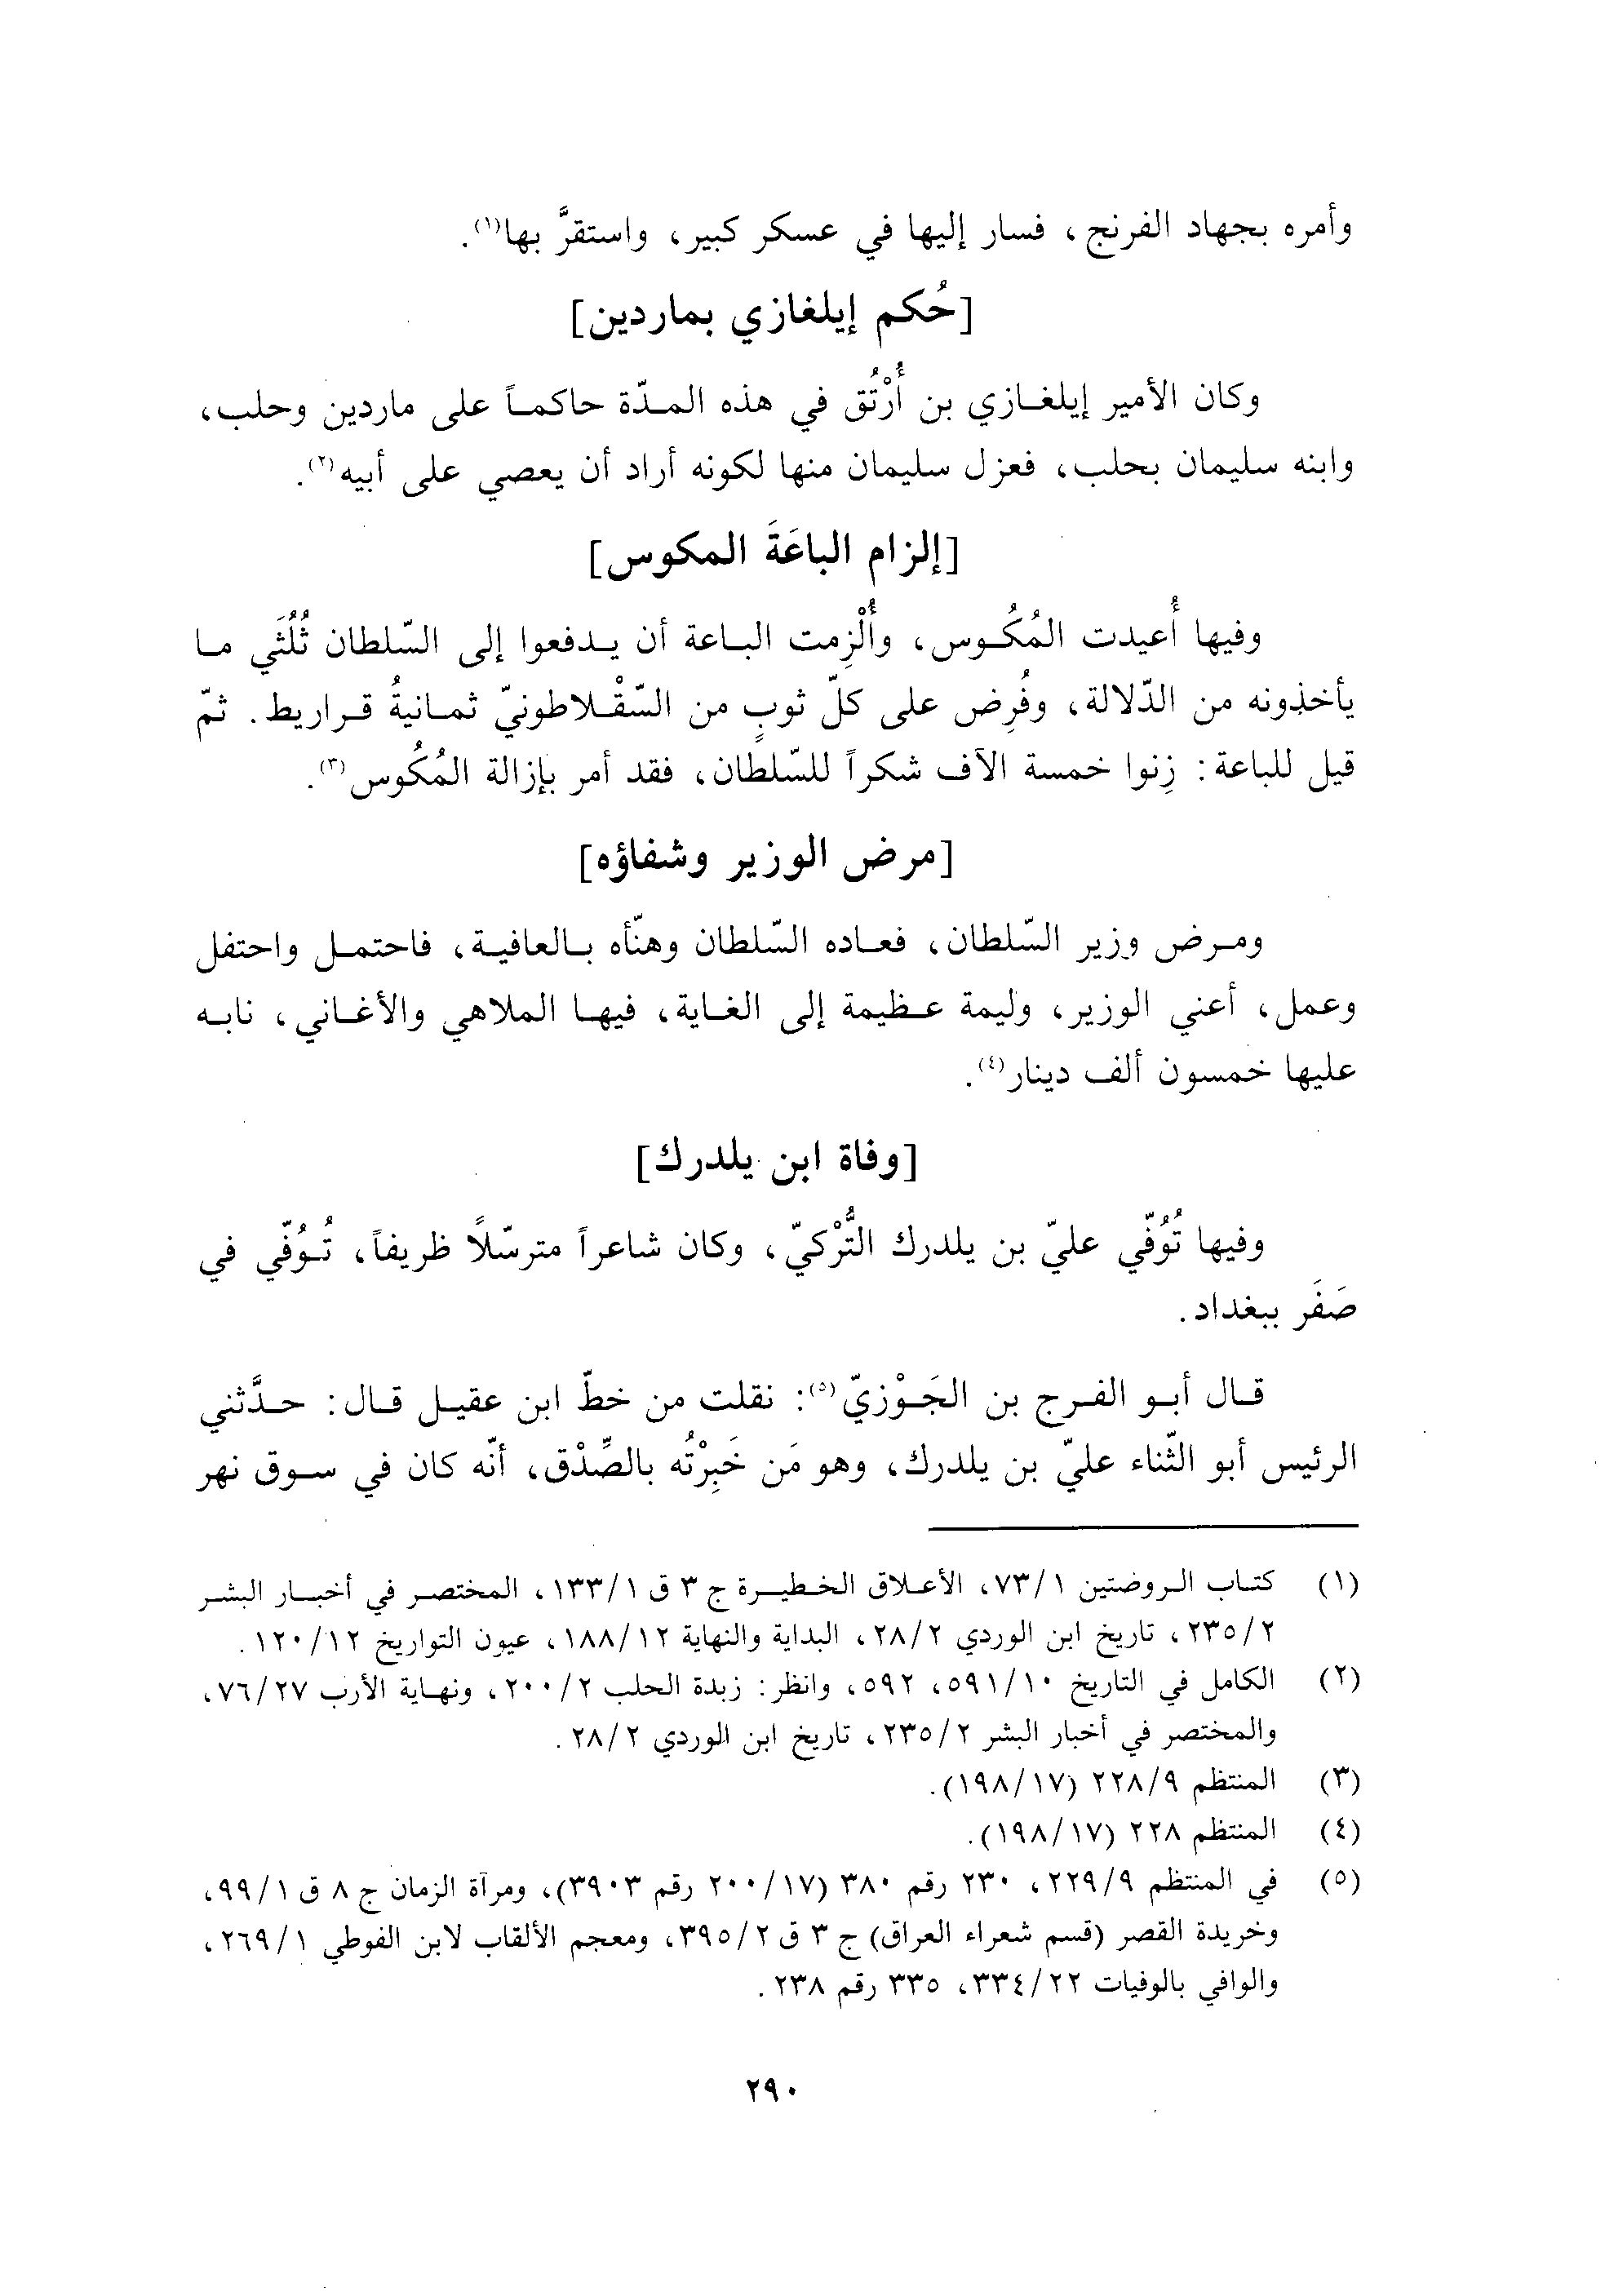 وأمره بجهاد الفرنج، فسار إليها في عسكر كبير، واستقرَّ بها(١).
[حُكم إيلغازي بماردين]
وكان الأمير إيلغازي بن أُرْتُق في هذه المدّة حاكماً على ماردين وحلب،
وابنه سليمان بحلب، فعزل سليمان منها لكونه أراد أن يعصي على أبيه(٢).
[إلزام الباعَةَ المكوس]
وفيها أُعيدت المُكُوس، وأُلْزِمت الباعة أن يدفعوا إلى السّلطان ثُلُثَي ما
يأخذونه من الدّلالة، وفُرِض على كلّ ثوبٍ من السّقْلاطونيّ ثمانيةُ قراريط. ثمّ
قيل للباعة: زِنوا خمسة الآف شكراً للسّلطان، فقد أمر بإزالة المُكُوس(٣).
[مرض الوزير وشفاؤه]
ومرض وزير السّلطان، فعاده السّلطان وهنّأه بالعافية، فاحتمل واحتفل
وعمل، أعني الوزير، وليمة عظيمة إلى الغاية، فيها الملاهي والأغاني، نابه
عليها خمسون ألف دينار(٤).
[وفاة ابن يلدرك]
وفيها تُوُفّي عليّ بن يلدرك التُّرْكيّ، وكان شاعراً مترسّلاً ظريفاً، تُوُفّي في
صَفَر ببغداد.
قال أبو الفرج بن الجَوْزيّ(٥): نقلت من خطّ ابن عقيل قال: حدَّثني
الرئيس أبو الثّناء عليّ بن يلدرك، وهو مَن خَبِرْتُه بالصِّدْق، أنّه كان في سوق نهر
(١) كتاب الروضتين ٧٣/١، الأعلاق الخطيرة ج ٣ ق ١٣٣/١، المختصر في أخبار البشر
٢٣٥/٢، تاريخ ابن الوردي ٢٨/٢، البداية والنهاية ١٨٨/١٢، عيون التواريخ ١٢٠/١٢.
(٢) الكامل في التاريخ ٥٩١/١٠، ٥٩٢، وانظر: زبدة الحلب ٢٠٠/٢، ونهاية الأرب ٧٦/٢٧،
والمختصر في أخبار البشر ٢٣٥/٢، تاريخ ابن الوردي ٢٨/٢.
(٣) المنتظم ٢٢٨/٩ (١٩٨/١٧).
(٤) المنتظم ٢٢٨ (١٩٨/١٧).
(٥) في المنتظم ٢٢٩/٩، ٢٣٠ رقم ٣٨٠ (٢٠٠/١٧ رقم ٣٩٠٣)، ومرآة الزمان ج ٨ ق ٩٩/١،
وخريدة القصر (قسم شعراء العراق) ج ٣ ق ٣٩٥/٢، ومعجم الألقاب لابن الفوطي ٢٦٩/١،
والوافي بالوفيات ٣٣٤/٢٢، ٣٣٥ رقم ٢٣٨.
٢٩٠